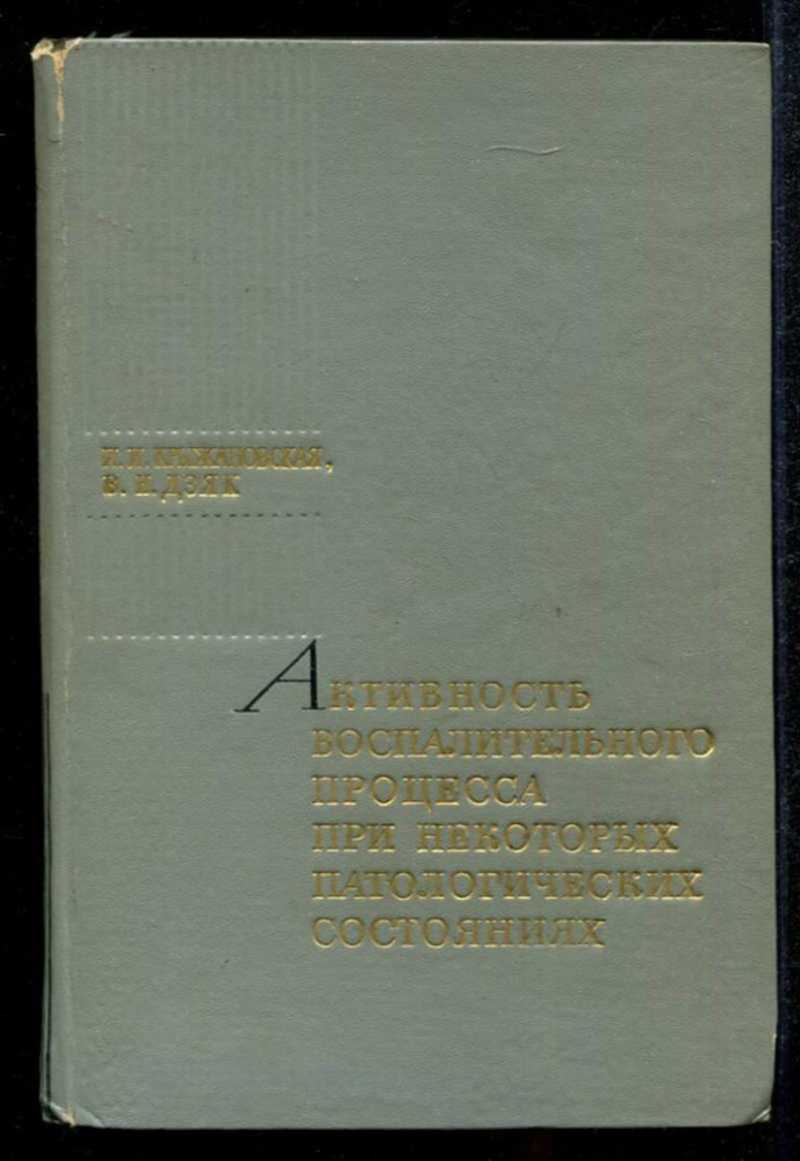 И. И. КРЫЖАНОВСКАЯ,
В. Н. ДЗЯК
АКТИВНОСТЬ
ВОСПАЛИТЕЛЬНОГО
ПРОЦЕССА
ПРИ НЕКОТОРЫХ
ПАТОЛОГИЧЕСКИХ
СОСТОЯНИЯХ